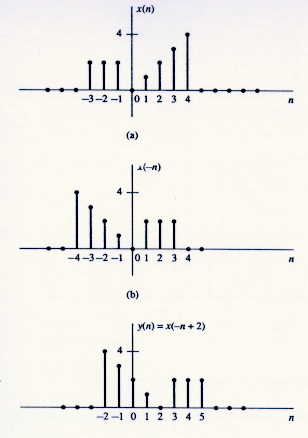 x(n)
4
-3 -2 -1 0 1 2 3 4 n
(a)
x(-n)
4
-4 -3 -2 -1 0 1 2 3 4 n
(b)
y(n) = x(-n + 2)
4
-2 -1 0 1 2 3 4 5 n